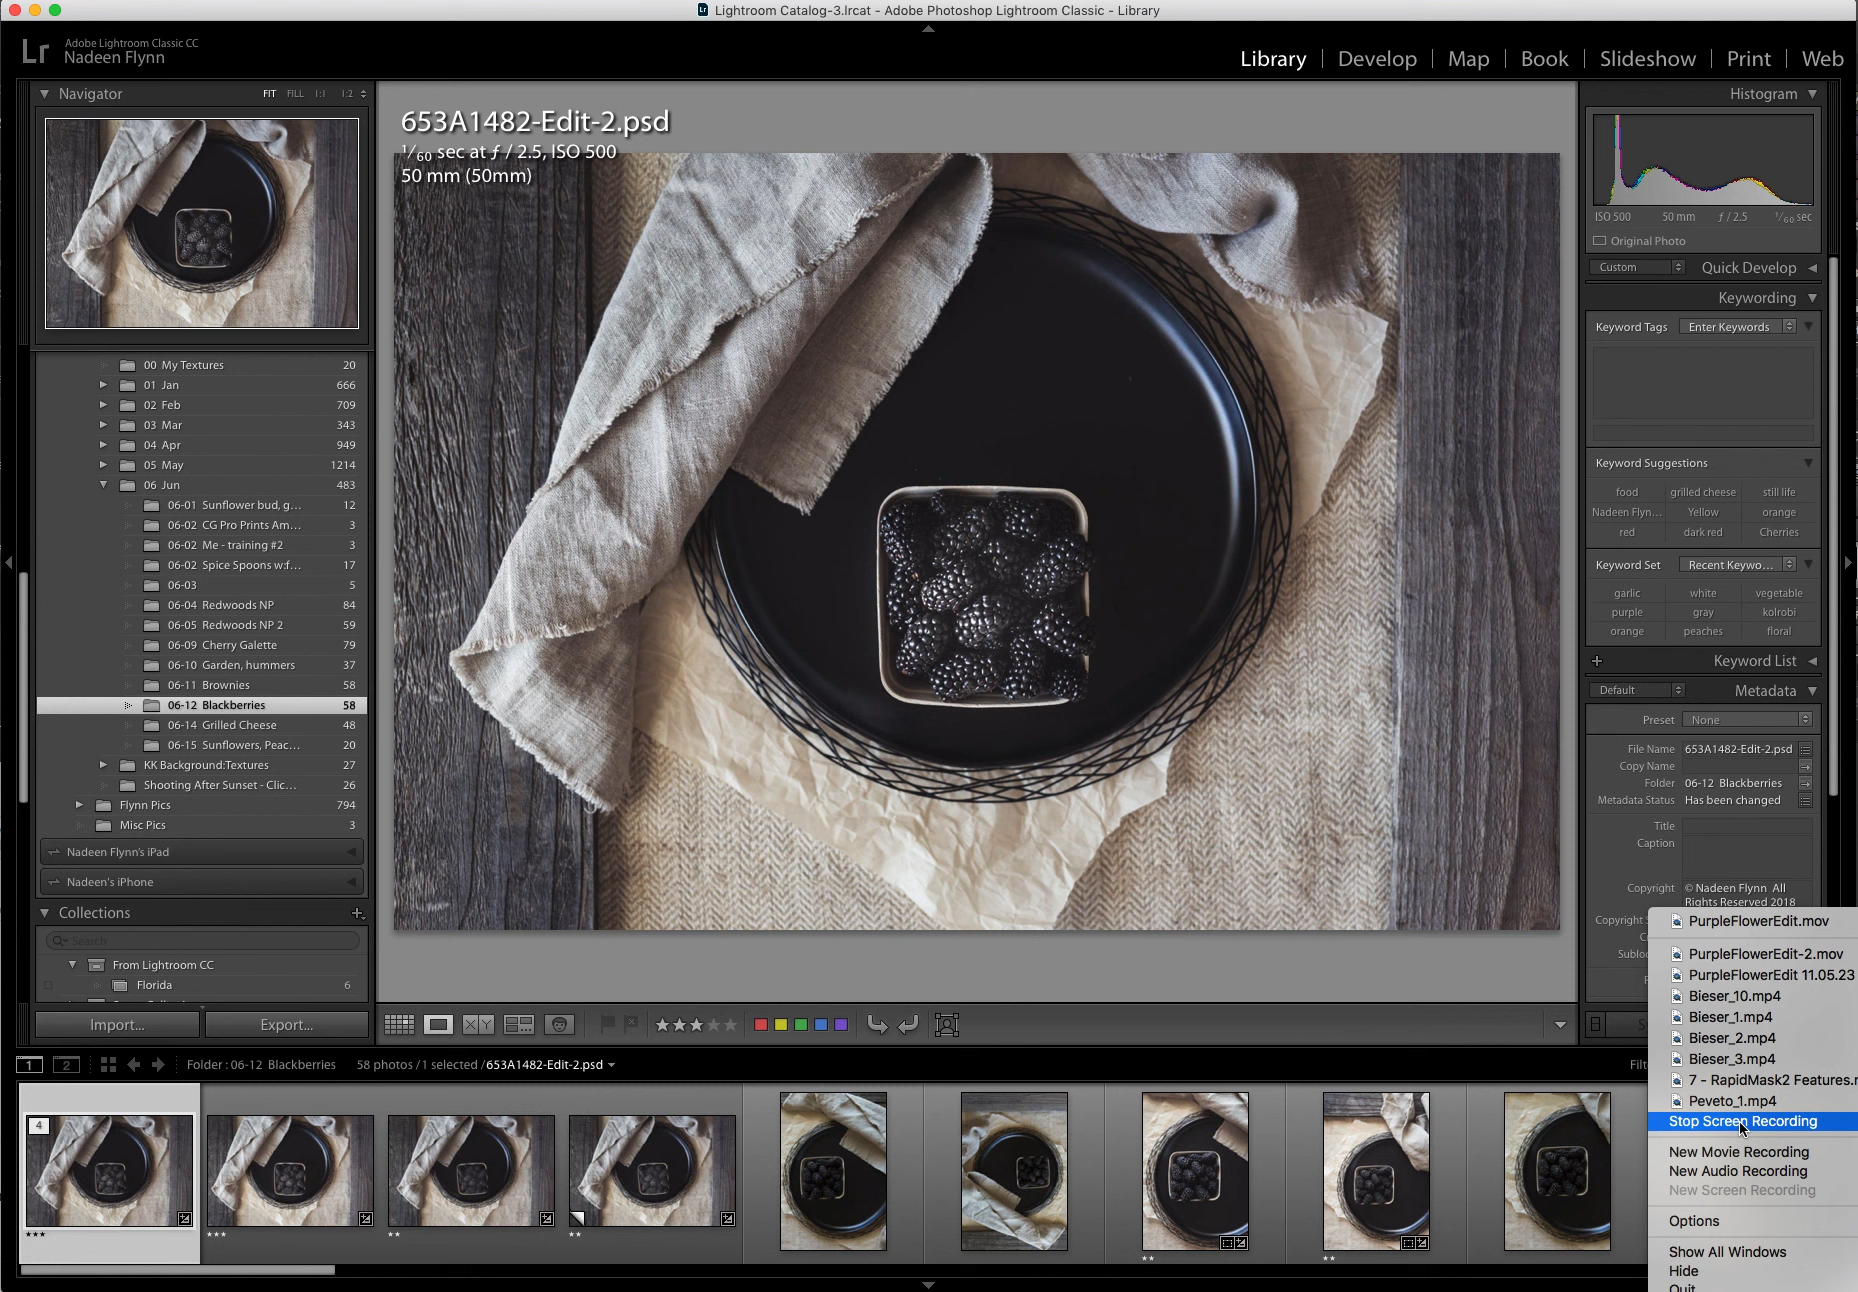 Lightroom Catalog-3.lrcat - Adobe Photoshop Lightroom Classic - Library
Lr
Adobe Lightroom Classic CC
Nadeen Flynn
Library
Develop
Map
Book
Slideshow
Print
Web
Navigator
FIT FILL 1:1 1:2
00 My Textures 20
01 Jan 666
02 Feb 709
03 Mar 343
04 Apr 949
05 May 1214
06 Jun 483
06-01 Sunflower bud, g... 12
06-02 CG Pro Prints Am... 3
06-02 Me - training #2 3
06-02 Spice Spoons w:f... 17
06-03 5
06-04 Redwoods NP 84
06-05 Redwoods NP 2 59
06-09 Cherry Galette 79
06-10 Garden, hummers 37
06-11 Brownies 58
06-12 Blackberries 58
06-14 Grilled Cheese 48
06-15 Sunflowers, Peac... 20
KK Background:Textures 27
Shooting After Sunset - Clic... 26
Flynn Pics 794
Misc Pics 3
Nadeen Flynn's iPad
Nadeen's iPhone
Collections
Search
From Lightroom CC
Florida 6
Import...
Export...
653A1482-Edit-2.psd
1/60 sec at ƒ / 2.5, ISO 500
50 mm (50mm)
Histogram
ISO 500 50 mm ƒ / 2.5 1/60 sec
Original Photo
Custom
Quick Develop
Keywording
Keyword Tags Enter Keywords
Keyword Suggestions
food grilled cheese still life
Nadeen Flyn... Yellow orange
red dark red Cherries
Keyword Set Recent Keywo...
garlic white vegetable
purple gray kolrobi
orange peaches floral
Keyword List
Default
Metadata
Preset None
File Name 653A1482-Edit-2.psd
Copy Name
Folder 06-12 Blackberries
Metadata Status Has been changed
Title
Caption
Copyright © Nadeen Flynn All
Rights Reserved 2018
Copyright
XY
1
2
Folder : 06-12 Blackberries
58 photos / 1 selected / 653A1482-Edit-2.psd
4
PurpleFlowerEdit.mov
PurpleFlowerEdit-2.mov
PurpleFlowerEdit 11.05.23
Bieser_10.mp4
Bieser_1.mp4
Bieser_2.mp4
Bieser_3.mp4
7 - RapidMask2 Features.
Peveto_1.mp4
Stop Screen Recording
New Movie Recording
New Audio Recording
New Screen Recording
Options
Show All Windows
Hide
Quit